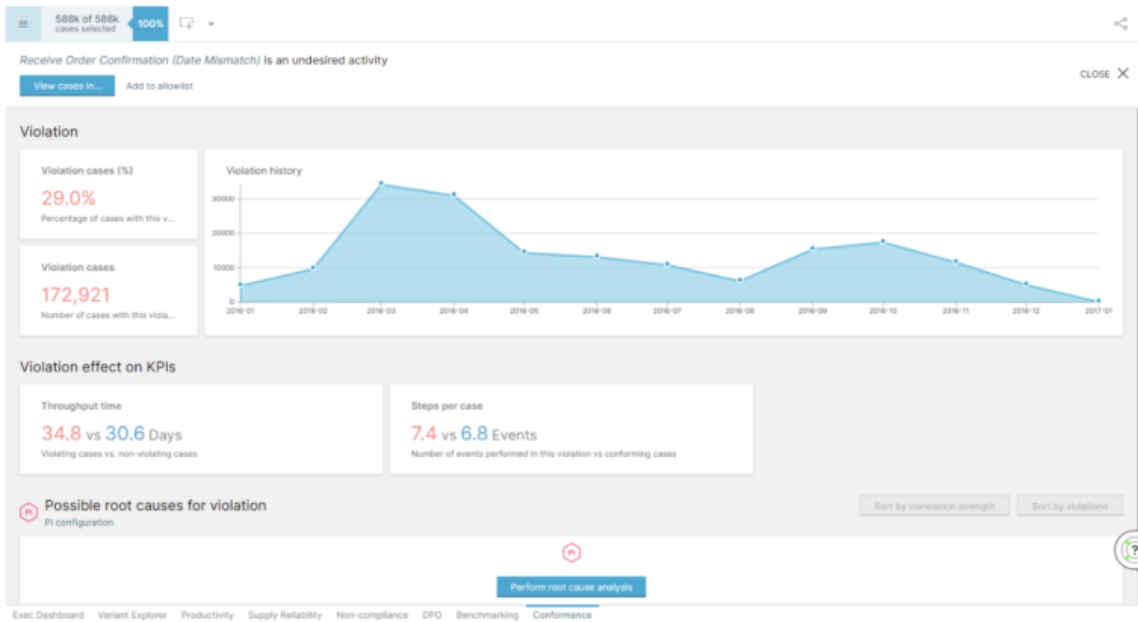 588k of 588k
cases selected
100%
Receive Order Confirmation (Date Mismatch) is an undesired activity
CLOSE
View cases in...
Add to allowlist
Violation
Violation cases (%)
29.0%
Percentage of cases with this v...
Violation cases
172,921
Number of cases with this viola...
Violation history
30000
20000
10000
0
2016-01 2016-02 2016-03 2016-04 2016-05 2016-06 2016-07 2016-08 2016-09 2016-10 2016-11 2016-12 2017-01
Violation effect on KPIs
Throughput time
34.8 vs 30.6 Days
Violating cases vs. non-violating cases
Steps per case
7.4 vs 6.8 Events
Number of events performed in this violation vs conforming cases
PI
Possible root causes for violation
PI configuration
Sort by correlation strength
Sort by violations
PI
?
Perform root cause analysis
Exec Dashboard Variant Explorer Productivity Supply Reliability Non-compliance DPO Benchmarking Conformance